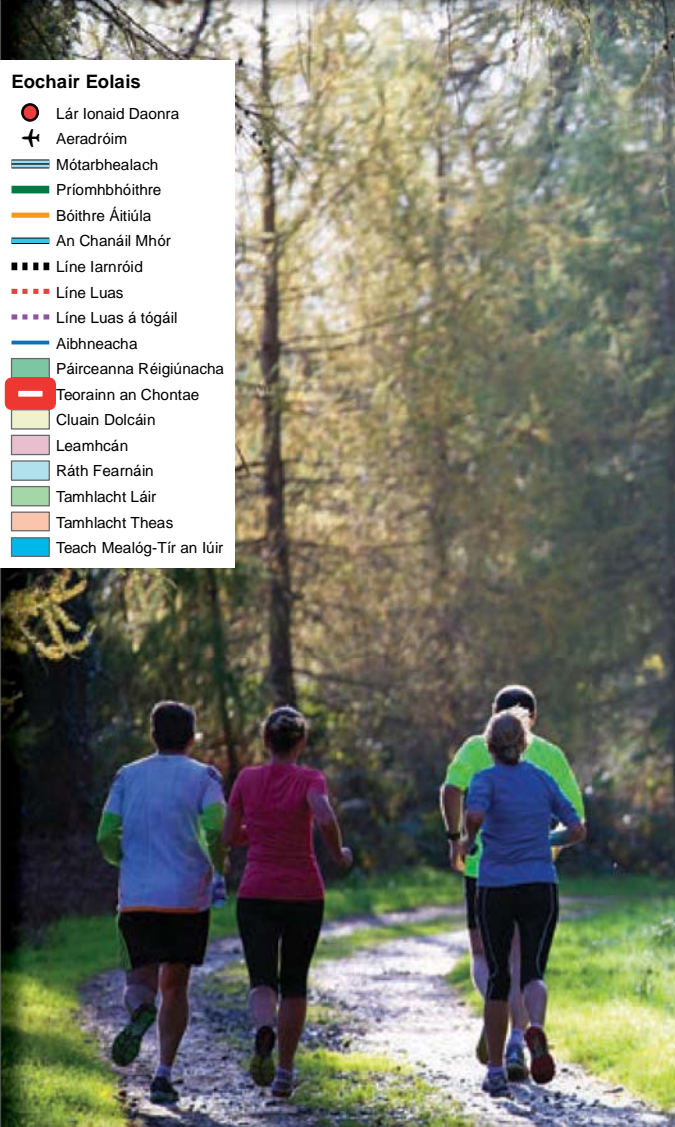 Eochair Eolais
Lár Ionaid Daonra
Aeradróim
Mótarbhealach
Príomhbhóithre
Bóithre Áitiúla
An Chanáil Mhór
Líne Iarnróid
Líne Luas
Líne Luas á tógáil
Aibhneacha
Páirceanna Réigiúnacha
Teorainn an Chontae
Cluain Dolcáin
Leamhcán
Ráth Fearnáin
Tamhlacht Láir
Tamhlacht Theas
Teach Mealóg-Tír an Iúir